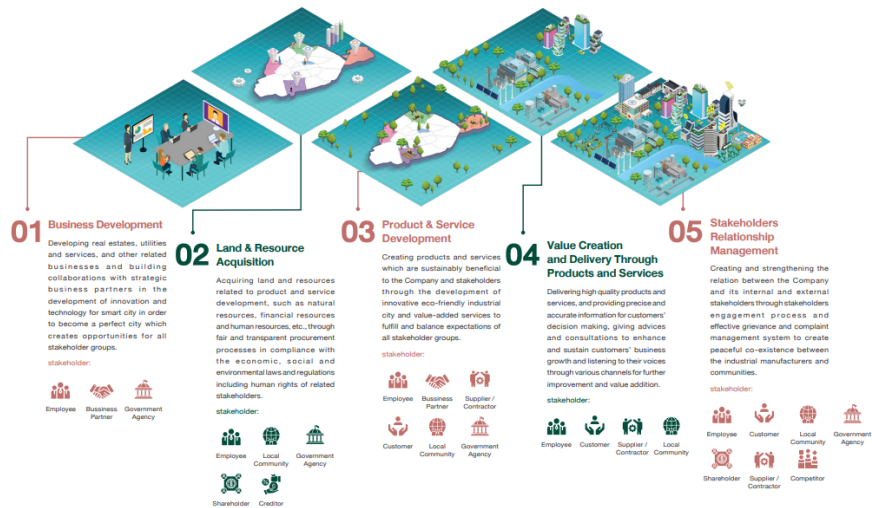 01
Business Development
Developing real estates, utilities
and services, and other related
businesses and building
collaborations with strategic
business partners in the
development of innovation and
technology for smart city in order
to become a perfect city which
creates opportunities for all
stakeholder groups.
stakeholder:
Employee
Bussiness
Partner
Government
Agency
02
Land & Resource
Acquisition
Acquiring land and resources
related to product and service
development, such as natural
resources, financial resources
and human resources, etc., through
fair and transparent procurement
processes in compliance with
the economic, social and
environmental laws and regulations
including human rights of related
stakeholders.
stakeholder:
Employee
Local
Community
Government
Agency
Shareholder
Creditor
03
Product & Service
Development
Creating products and services
which are sustainably beneficial
to the Company and stakeholders
through the development of
innovative eco-friendly industrial
city and value-added services to
fulfill and balance expectations of
all stakeholder groups.
stakeholder:
Employee
Bussiness
Partner
Supplier /
Contractor
Customer
Local
Community
Government
Agency
04
Value Creation
and Delivery Through
Products and Services
Delivering high quality products and
services, and providing precise and
accurate information for customers'
decision making, giving advices
and consultations to enhance
and sustain customers' business
growth and listening to their voices
through various channels for further
improvement and value addition.
stakeholder:
Employee
Customer
Supplier /
Contractor
Local
Community
05
Stakeholders
Relationship
Management
Creating and strengthening the
relation between the Company
and its internal and external
stakeholders through stakeholders
engagement process and
effective grievance and complaint
management system to create
peaceful co-existence between
the industrial manufacturers and
communities.
stakeholder:
Employee
Customer
Local
Community
Government
Agency
Shareholder
Supplier /
Contractor
Competitor